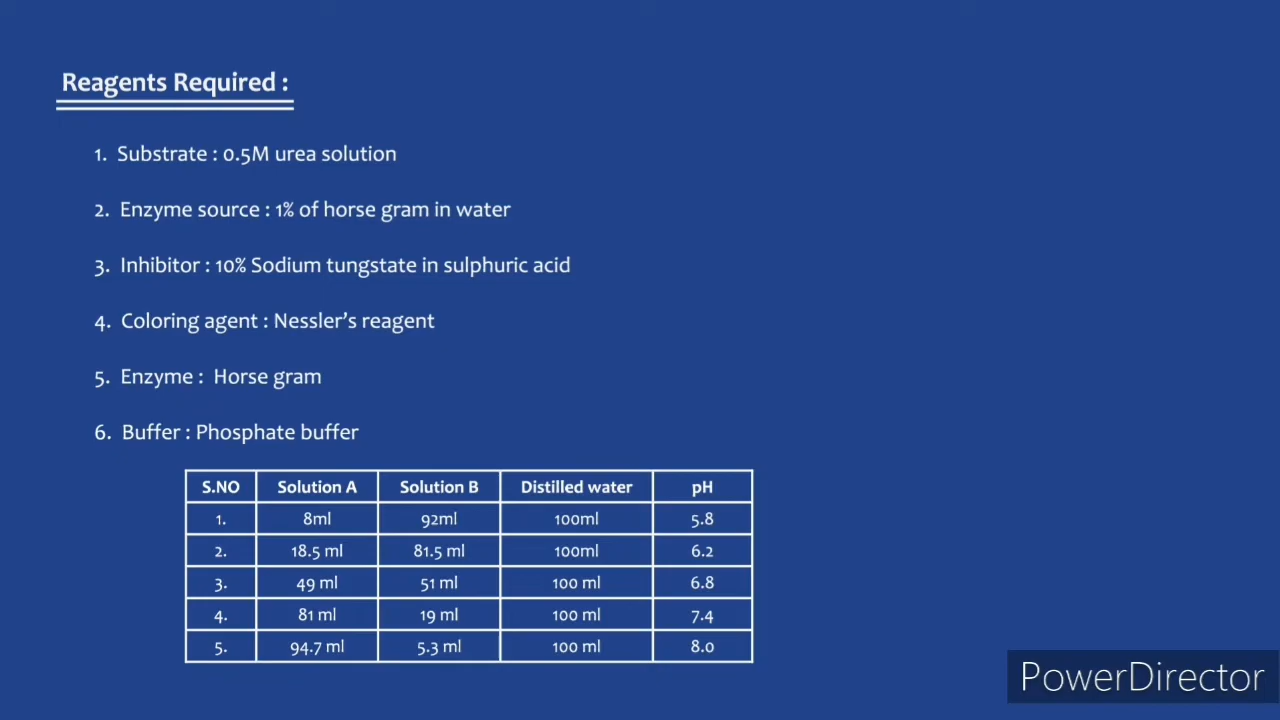 Reagents Required :
1. Substrate : 0.5M urea solution
2. Enzyme source : 1% of horse gram in water
3. Inhibitor : 10% Sodium tungstate in sulphuric acid
4. Coloring agent : Nessler’s reagent
5. Enzyme : Horse gram
6. Buffer : Phosphate buffer
S.NO Solution A Solution B Distilled water pH
1. 8ml 92ml 100ml 5.8
2. 18.5 ml 81.5 ml 100ml 6.2
3. 49 ml 51 ml 100 ml 6.8
4. 81 ml 19 ml 100 ml 7.4
5. 94.7 ml 5.3 ml 100 ml 8.0
PowerDirector